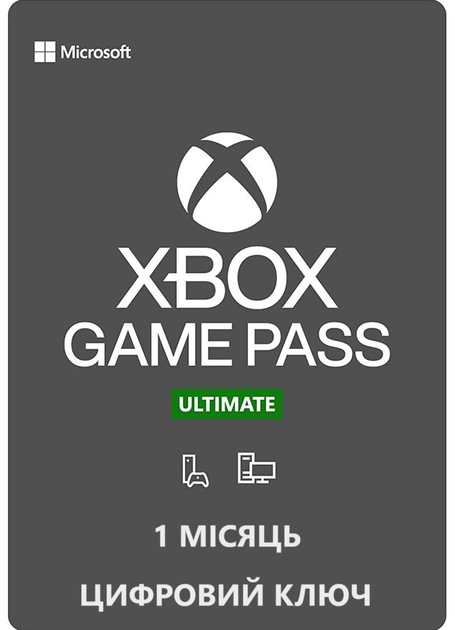 Microsoft
XBOX
GAME PASS
ULTIMATE
1 МІСЯЦЬ
ЦИФРОВИЙ КЛЮЧ